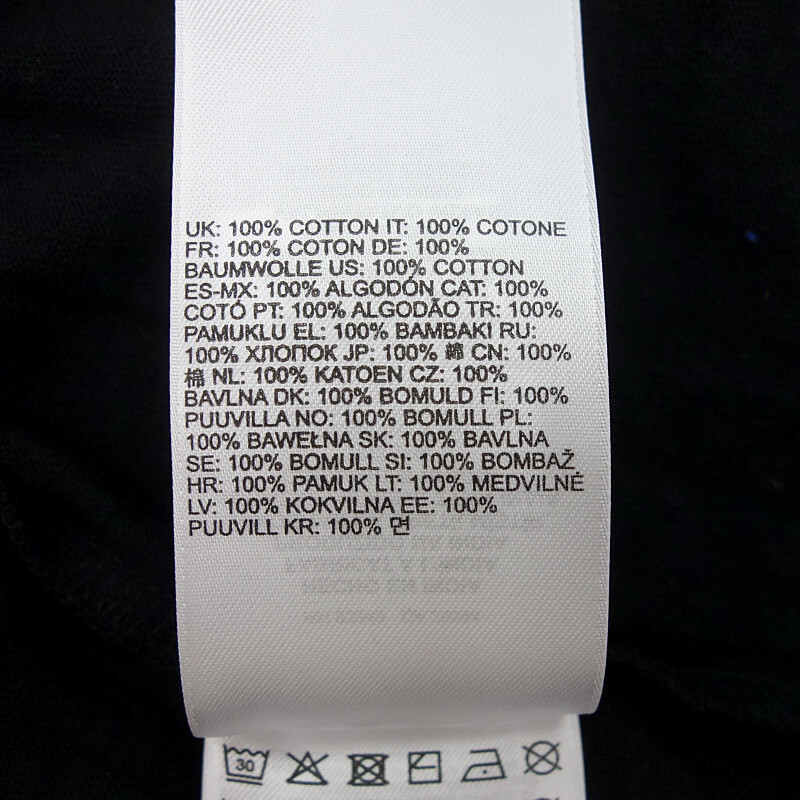 UK: 100% COTTON IT: 100% COTONE
FR: 100% COTON DE: 100%
BAUMWOLLE US: 100% COTTON
ES-MX: 100% ALGODÓN CAT: 100%
COTÓ PT: 100% ALGODÃO TR: 100%
PAMUKLU EL: 100% BAMBAKI RU:
100% ХЛОПОК JP: 100% 綿 CN: 100%
棉 NL: 100% KATOEN CZ: 100%
BAVLNA DK: 100% BOMULD FI: 100%
PUUVILLA NO: 100% BOMULL PL:
100% BAWEŁNA SK: 100% BAVLNA
SE: 100% BOMULL SI: 100% BOMBAŽ
HR: 100% PAMUK LT: 100% MEDVILNĖ
LV: 100% KOKVILNA EE: 100%
PUUVILL KR: 100% 면
HECHO EN INDIA
30